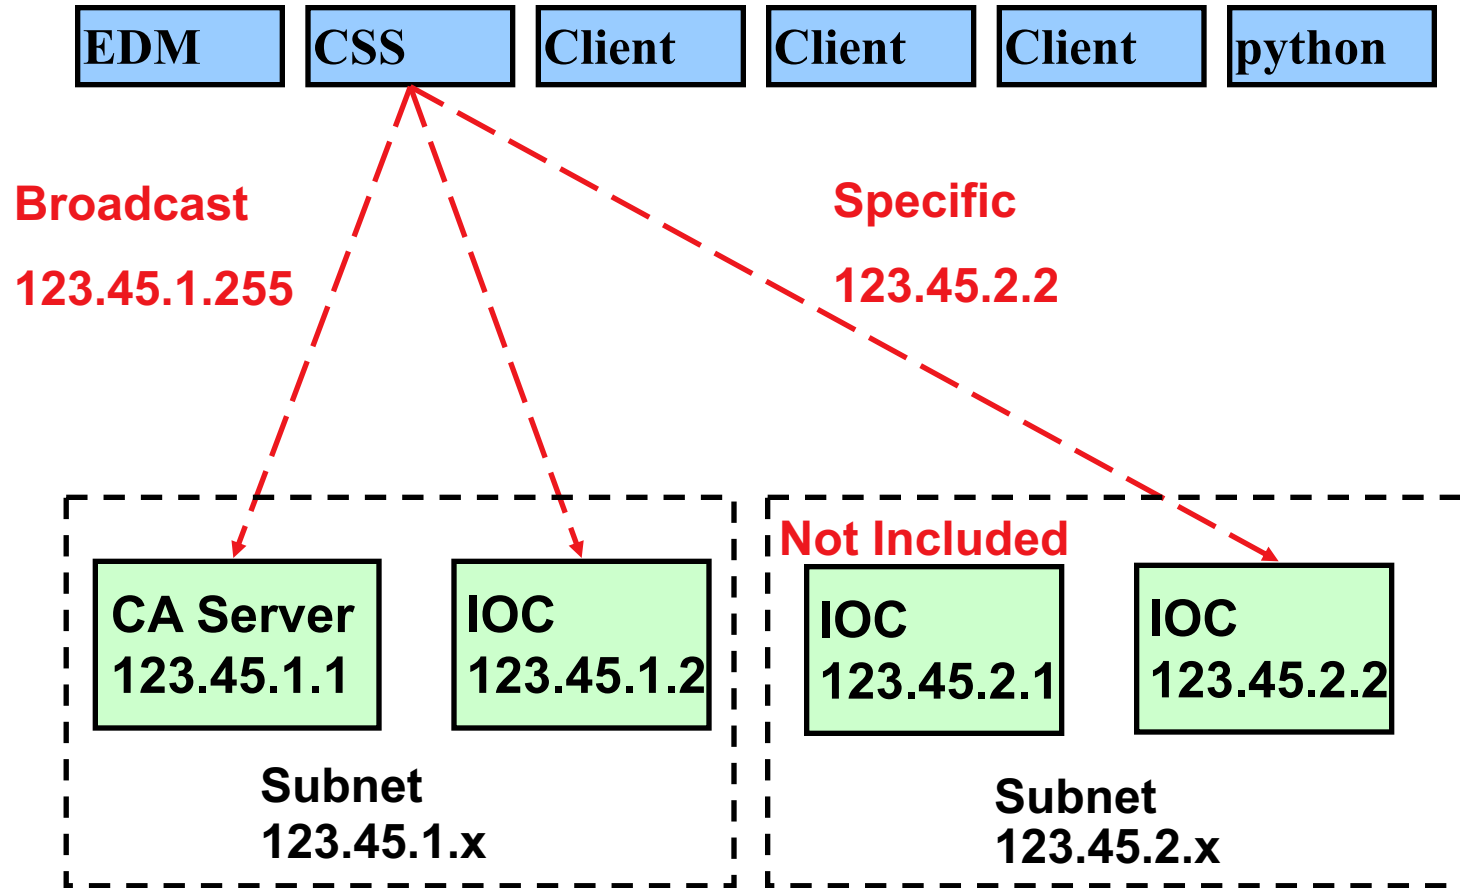 EDM
CSS
Client
Client
Client
python
Broadcast
123.45.1.255
Specific
123.45.2.2
CA Server
123.45.1.1
IOC
123.45.1.2
Subnet
123.45.1.x
Not Included
IOC
123.45.2.1
IOC
123.45.2.2
Subnet
123.45.2.x